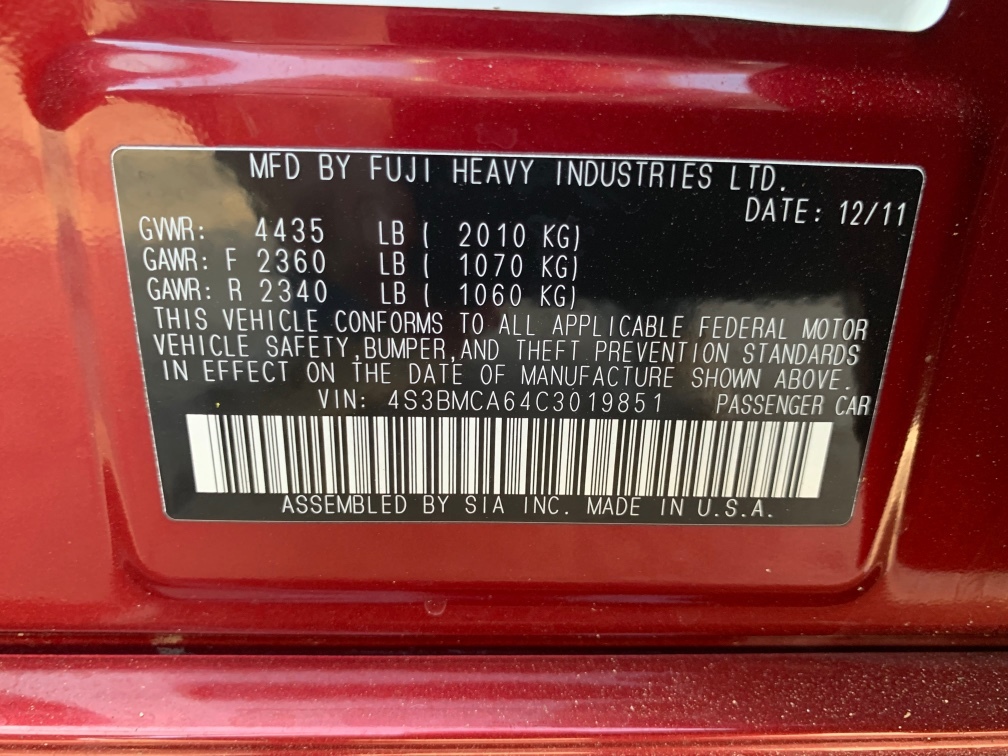 MFD BY FUJI HEAVY INDUSTRIES LTD.
DATE: 12/11
GVWR: 4435 LB ( 2010 KG)
GAWR: F 2360 LB ( 1070 KG)
GAWR: R 2340 LB ( 1060 KG)
THIS VEHICLE CONFORMS TO ALL APPLICABLE FEDERAL MOTOR
VEHICLE SAFETY,BUMPER,AND THEFT PREVENTION STANDARDS
IN EFFECT ON THE DATE OF MANUFACTURE SHOWN ABOVE.
VIN: 4S3BMCA64C3019851 PASSENGER CAR
ASSEMBLED BY SIA INC. MADE IN U.S.A.